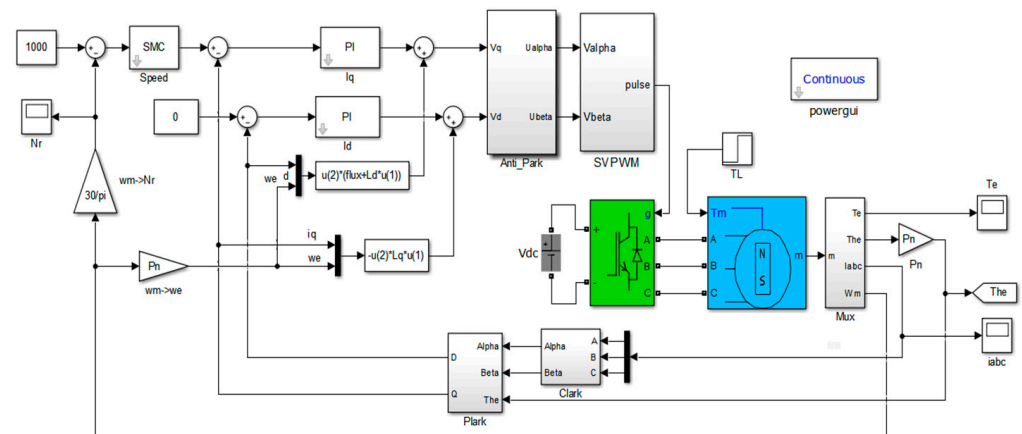 1000
SMC
Speed
PI
Iq
Vq
Ualpha
Vd
Ubeta
Anti_Park
Valpha
pulse
Vbeta
SVPWM
Continuous
powergui
Nr
0
PI
Id
we
d
u(2)*(flux+Ld*u(1))
30/pi
wm->Nr
iq
we
-u(2)*Lq*u(1)
Pn
wm->we
TL
Vdc
+
-
g
A
B
C
Tm
A
B
C
N
S
m
m
Te
The
Iabc
Wm
Mux
Pn
Pn
Te
The
iabc
D
Q
Alpha
Beta
The
Plark
Alpha
Beta
A
B
C
Clark